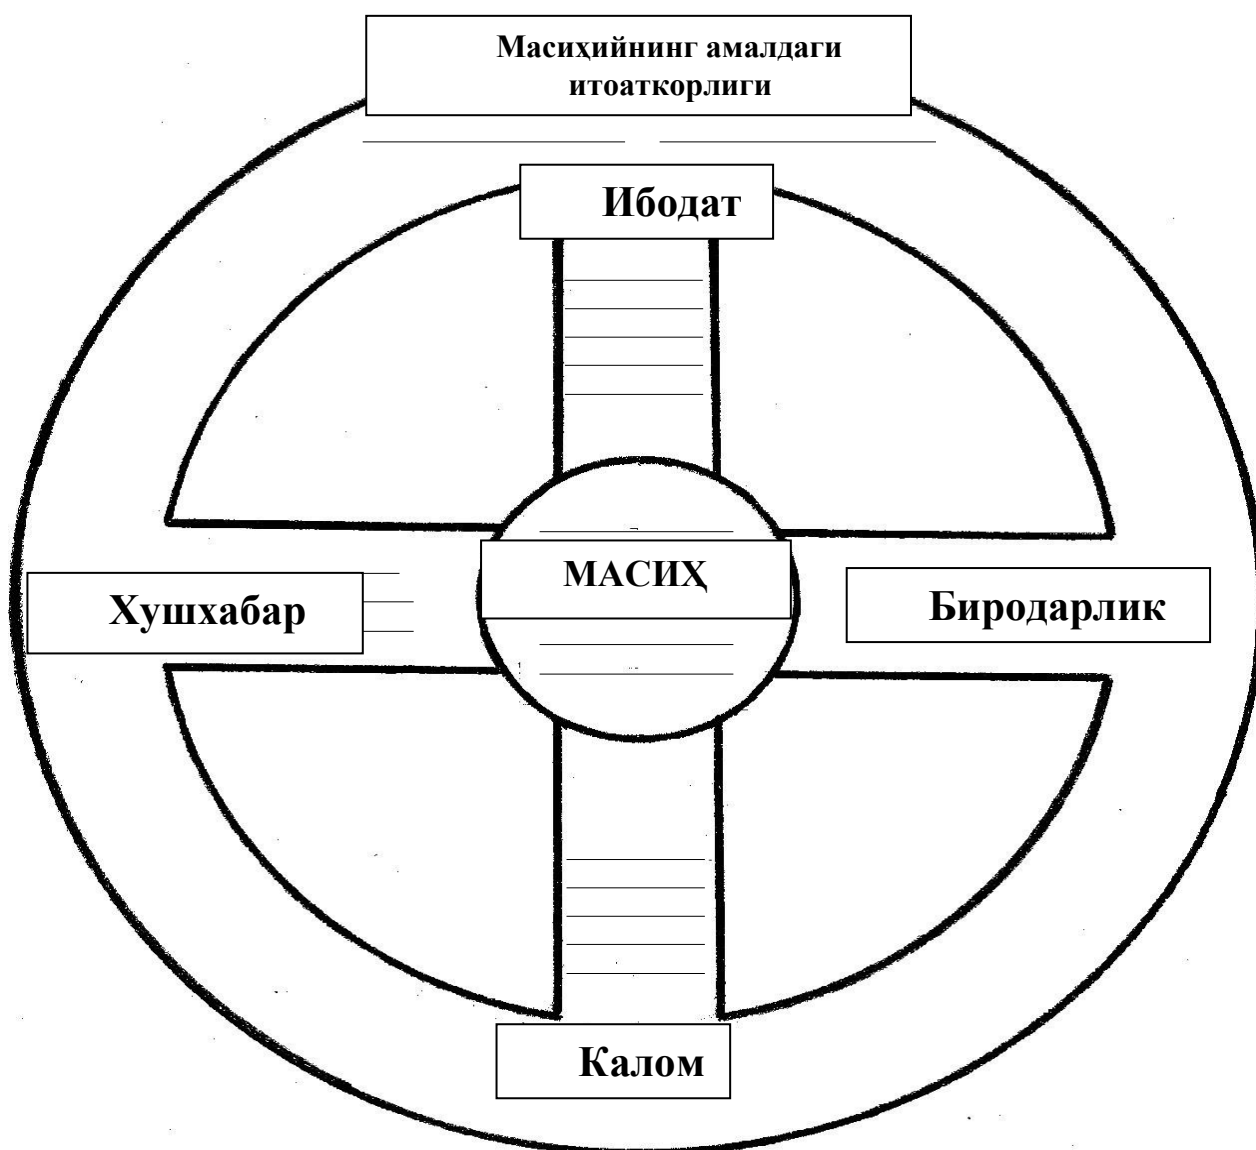 Масиҳийнинг амалдаги
итоаткорлиги
Ибодат
МАСИҲ
Хушхабар
Биродарлик
Калом